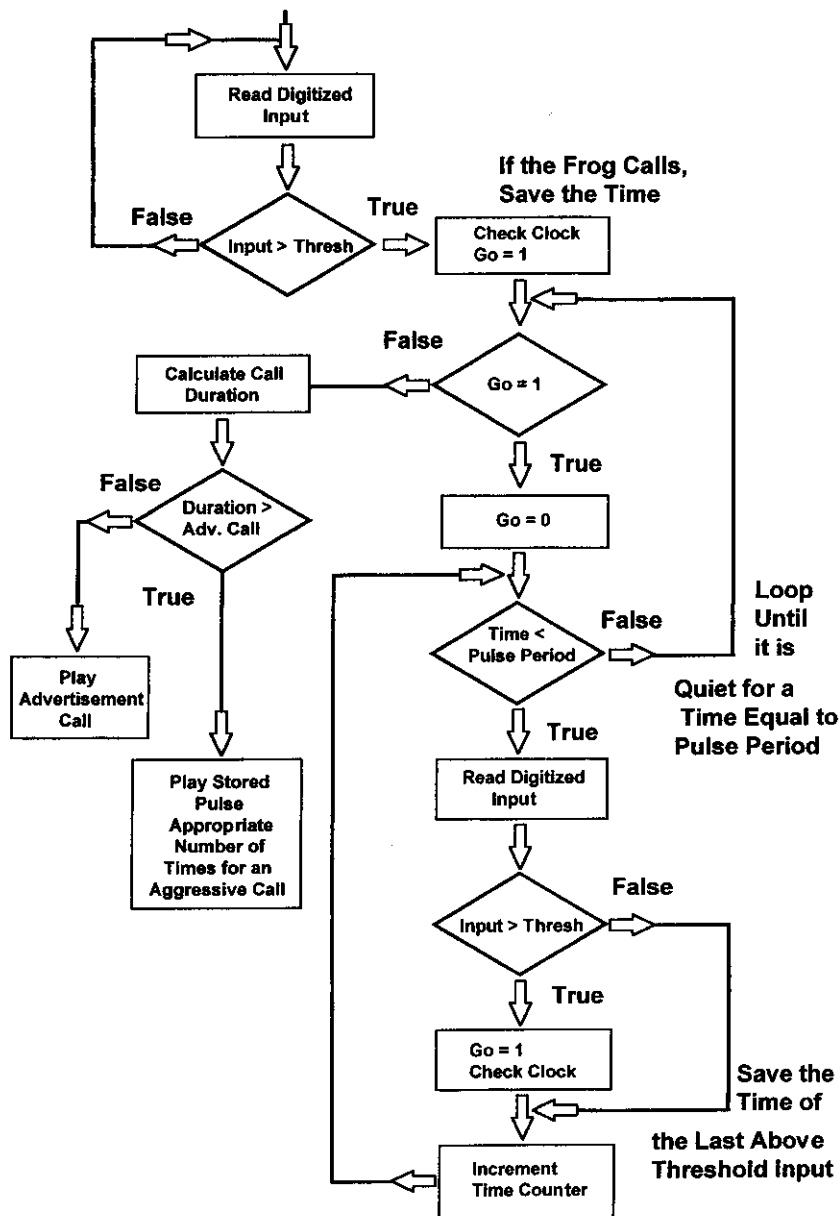 Read Digitized
Input
If the Frog Calls,
Save the Time
False
True
Input > Thresh
Check Clock
Go = 1
False
Calculate Call
Duration
Go = 1
True
False
Duration >
Adv. Call
Go = 0
True
Time <
Pulse Period
False
Loop
Until
it is
Quiet for a
Time Equal to
Pulse Period
Play
Advertisement
Call
True
Read Digitized
Input
Play Stored
Pulse
Appropriate
Number of
Times for an
Aggressive Call
False
Input > Thresh
True
Go = 1
Check Clock
Save the
Time of
the Last Above
Threshold Input
Increment
Time Counter